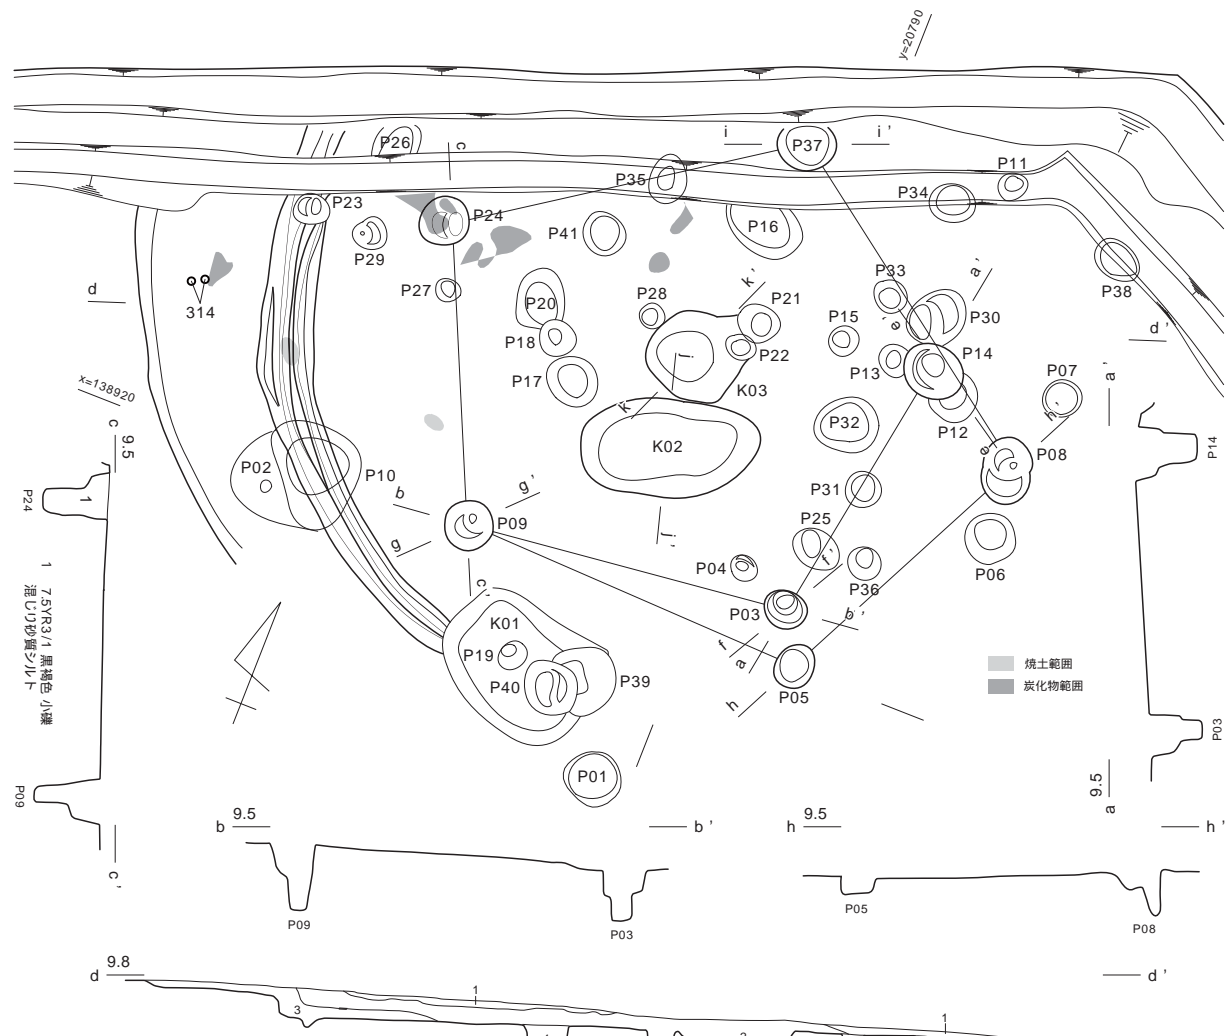 y=20790
P26
c
i
P37
i'
P35
P11
P34
P23
P24
P16
P41
P29
P38
P33
a'
k'
P27
d
314
P20
P28
P21
P15
e'
P30
d'
P18
P22
P14
P13
j
P07
a'
x=138920
P17
K03
k
h'
P12
c
9.5
P32
K02
e
P08
P14
P02
P10
g'
P31
P24
1
b
P09
g
j'
P25
f'
P06
P04
P36
1 7.5YR3/1 黒褐色 小礫
混じり砂質シルト
c'
P03
b'
K01
P19
f
a
焼土範囲
P40
P39
P05
炭化物範囲
h
P03
P01
P09
9.5
a
b 9.5
b'
h 9.5
h'
c'
P09
P03
P05
P08
d 9.8
d'
1
3
1